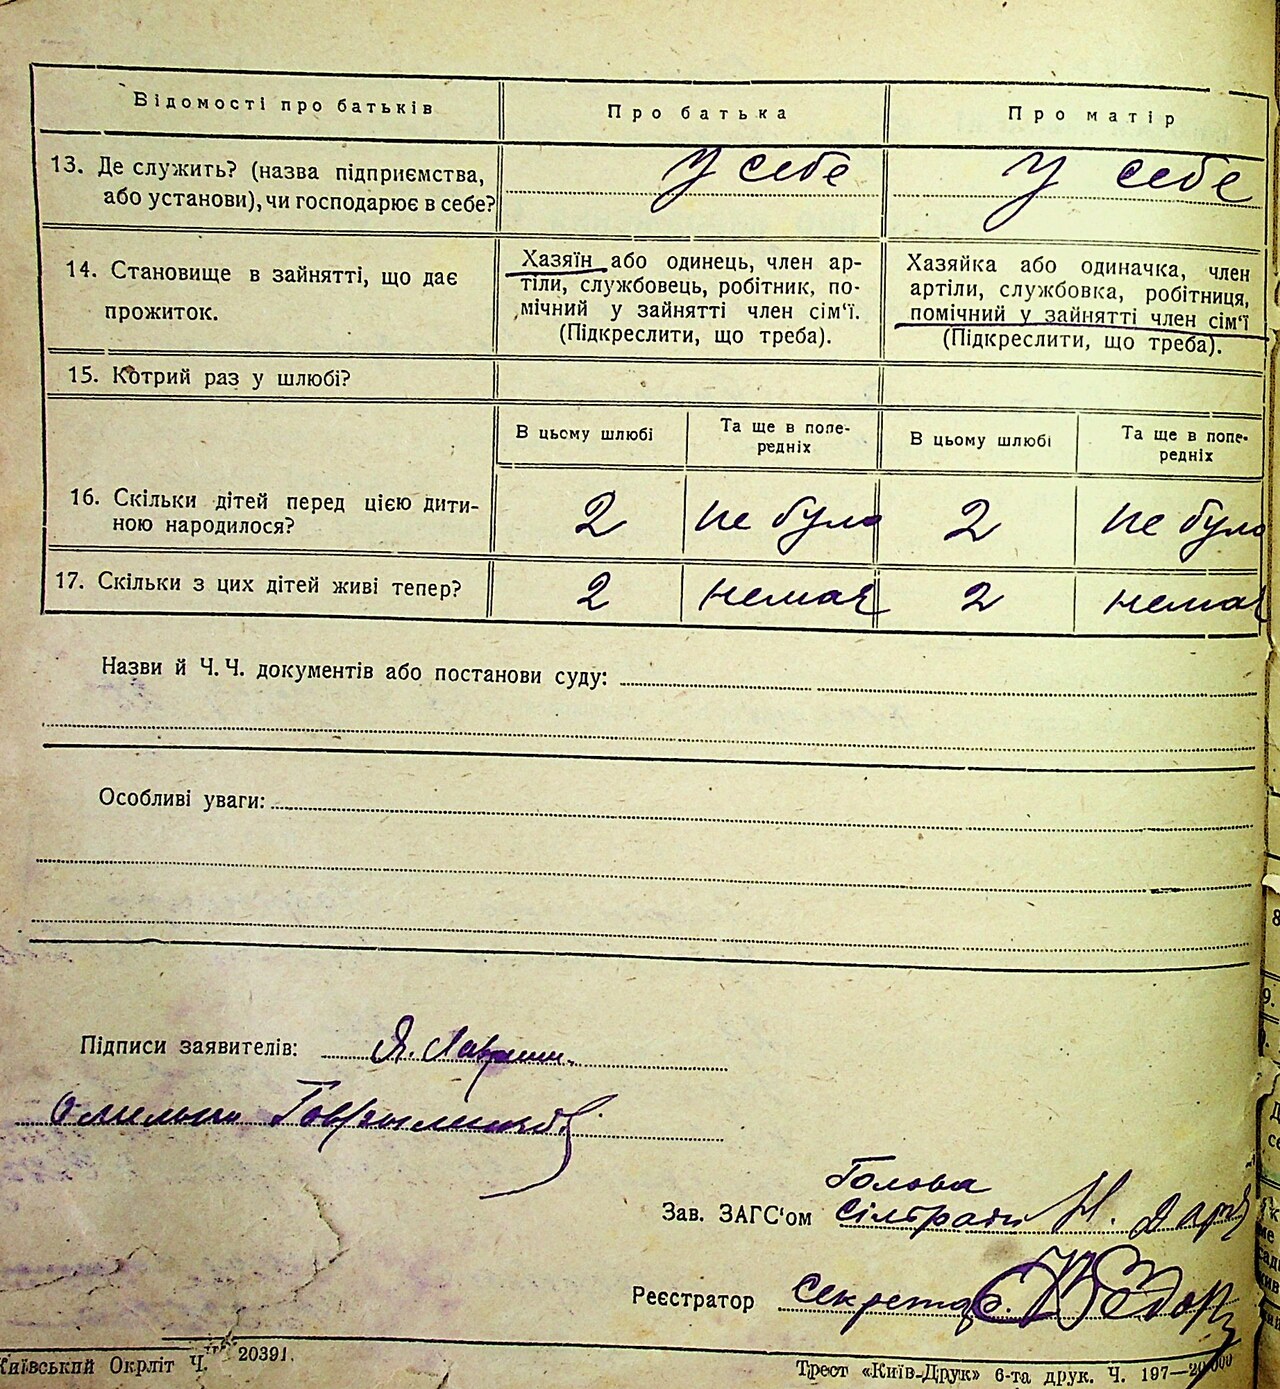 Відомості про батьків
Про батька
Про матір
13. Де служить? (назва підприємства,
або установи), чи господарює в себе?
У себе
У себе
14. Становище в зайнятті, що дає
прожиток.
Хазяїн або одинець, член ар-
тіли, службовець, робітник, по-
мічний у зайнятті член сім'ї.
(Підкреслити, що треба).
Хазяйка або одиначка, член
артіли, службовка, робітниця,
помічний у зайнятті член сім'ї
(Підкреслити, що треба).
15. Котрий раз у шлюбі?
В цьому шлюбі
Та ще в попе-
редніх
В цьому шлюбі
Та ще в попе-
редніх
16. Скільки дітей перед цією дити-
ною народилося?
2
не було
2
не було
17. Скільки з цих дітей живі тепер?
2
немає
2
немає
Назви й Ч. Ч. документів або постанови суду:
Особливі уваги:
Підписи заявителів: Я.
Голова
Зав. ЗАГС'ом сільради Н.
Реєстратор секретар
Київський Окрліт Ч. 20391.
Трест «Київ-Друк» 6-та друк. Ч. 197—20.000